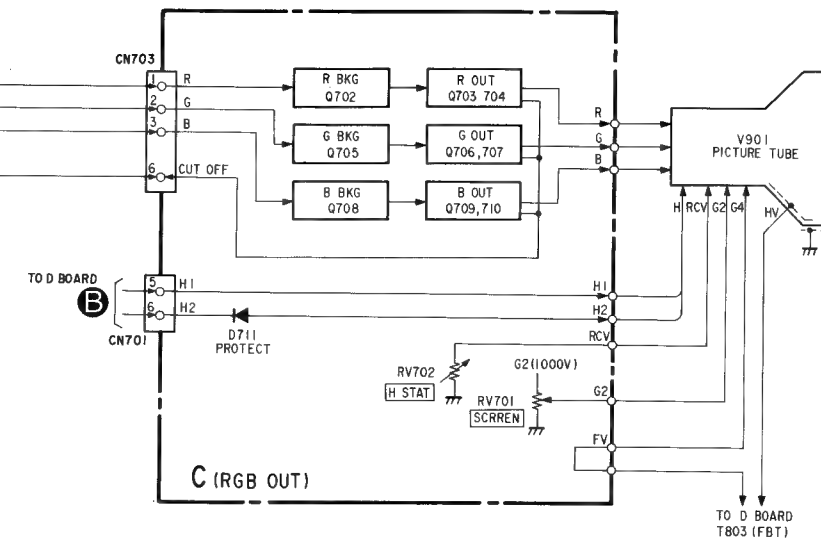 CN703
1 R
2 G
3 B
6 CUT OFF
R BKG
Q702
R OUT
Q703 704
G BKG
Q705
G OUT
Q706,707
B BKG
Q708
B OUT
Q709,710
R
G
B
V901
PICTURE TUBE
H RCV G2 G4
HV
TO D BOARD
B
5 H1
6 H2
CN701
D711
PROTECT
H1
H2
RCV
G2(1000V)
RV702
H STAT
RV701
SCRREN
G2
FV
C (RGB OUT)
TO D BOARD
T803 (FBT)